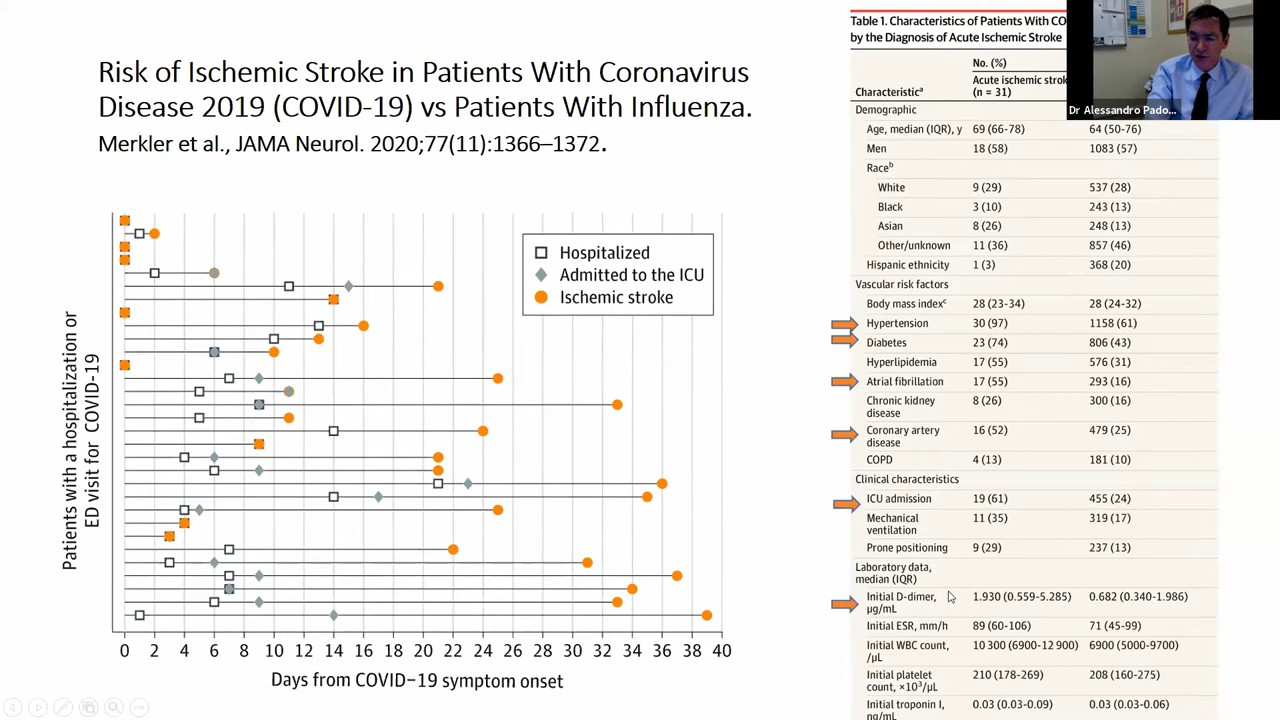 Risk of Ischemic Stroke in Patients With Coronavirus
Disease 2019 (COVID-19) vs Patients With Influenza.
Merkler et al., JAMA Neurol. 2020;77(11):1366–1372.
Patients with a hospitalization or
ED visit for COVID-19
Hospitalized
Admitted to the ICU
Ischemic stroke
0 2 4 6 8 10 12 14 16 18 20 22 24 26 28 30 32 34 36 38 40
Days from COVID-19 symptom onset
Table 1. Characteristics of Patients With CO
by the Diagnosis of Acute Ischemic Stroke
No. (%)
Characteristicᵃ
Acute ischemic strok
(n = 31)
Dr Alessandro Pado...
Demographic
Age, median (IQR), y 69 (66-78) 64 (50-76)
Men 18 (58) 1083 (57)
Raceᵇ
White 9 (29) 537 (28)
Black 3 (10) 243 (13)
Asian 8 (26) 248 (13)
Other/unknown 11 (36) 857 (46)
Hispanic ethnicity 1 (3) 368 (20)
Vascular risk factors
Body mass indexᶜ 28 (23-34) 28 (24-32)
Hypertension 30 (97) 1158 (61)
Diabetes 23 (74) 806 (43)
Hyperlipidemia 17 (55) 576 (31)
Atrial fibrillation 17 (55) 293 (16)
Chronic kidney 8 (26) 300 (16)
disease
Coronary artery 16 (52) 479 (25)
disease
COPD 4 (13) 181 (10)
Clinical characteristics
ICU admission 19 (61) 455 (24)
Mechanical 11 (35) 319 (17)
ventilation
Prone positioning 9 (29) 237 (13)
Laboratory data,
median (IQR)
Initial D-dimer, 1.930 (0.559-5.285) 0.682 (0.340-1.986)
µg/mL
Initial ESR, mm/h 89 (60-106) 71 (45-99)
Initial WBC count, 10 300 (6900-12 900) 6900 (5000-9700)
/µL
Initial platelet 210 (178-269) 208 (160-275)
count, ×10³/µL
Initial troponin I, 0.03 (0.03-0.09) 0.03 (0.03-0.06)
ng/mL